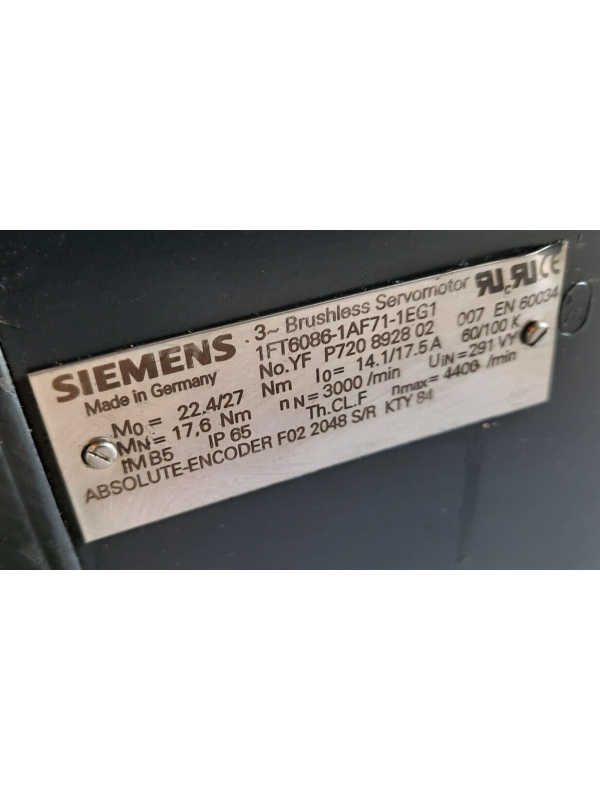 SIEMENS
Made in Germany
3~ Brushless Servomotor
1FT6086-1AF71-1EG1
No.YF P720 8928 02 007 EN 60034
M0= 22.4/27 Nm I0= 14.1/17.5A 60/100 K
MN= 17,6 Nm nN=3000/min UIN=291 VY
IM B5 IP 65 Th.CL.F nmax=4400/min
ABSOLUTE-ENCODER F02 2048 S/R KTY 84